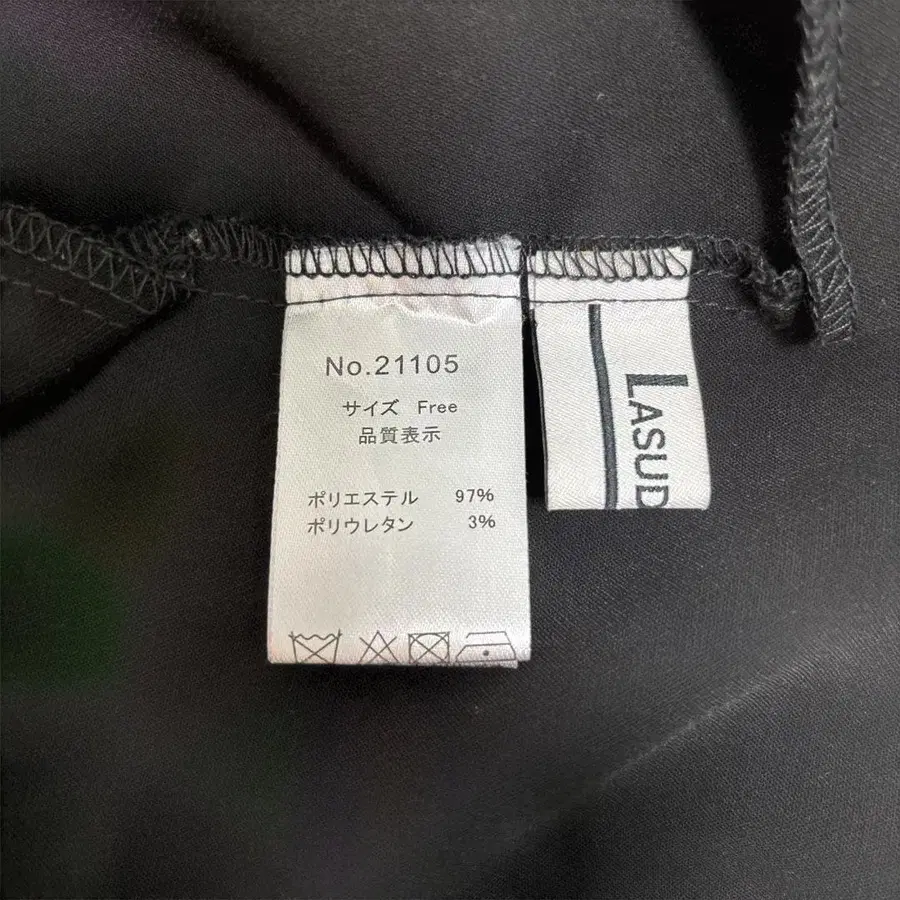 No.21105
サイズ Free
品質表示
ポリエステル 97%
ポリウレタン 3%
LASUD